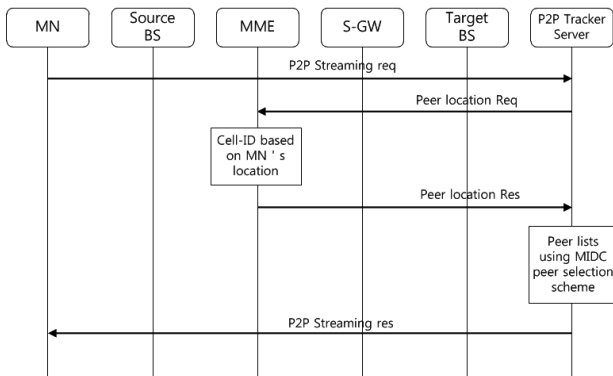 MN
Source
BS
MME
S-GW
Target
BS
P2P Tracker
Server
P2P Streaming req
Peer location Req
Cell-ID based
on MN ' s
location
Peer location Res
Peer lists
using MIDC
peer selection
scheme
P2P Streaming res